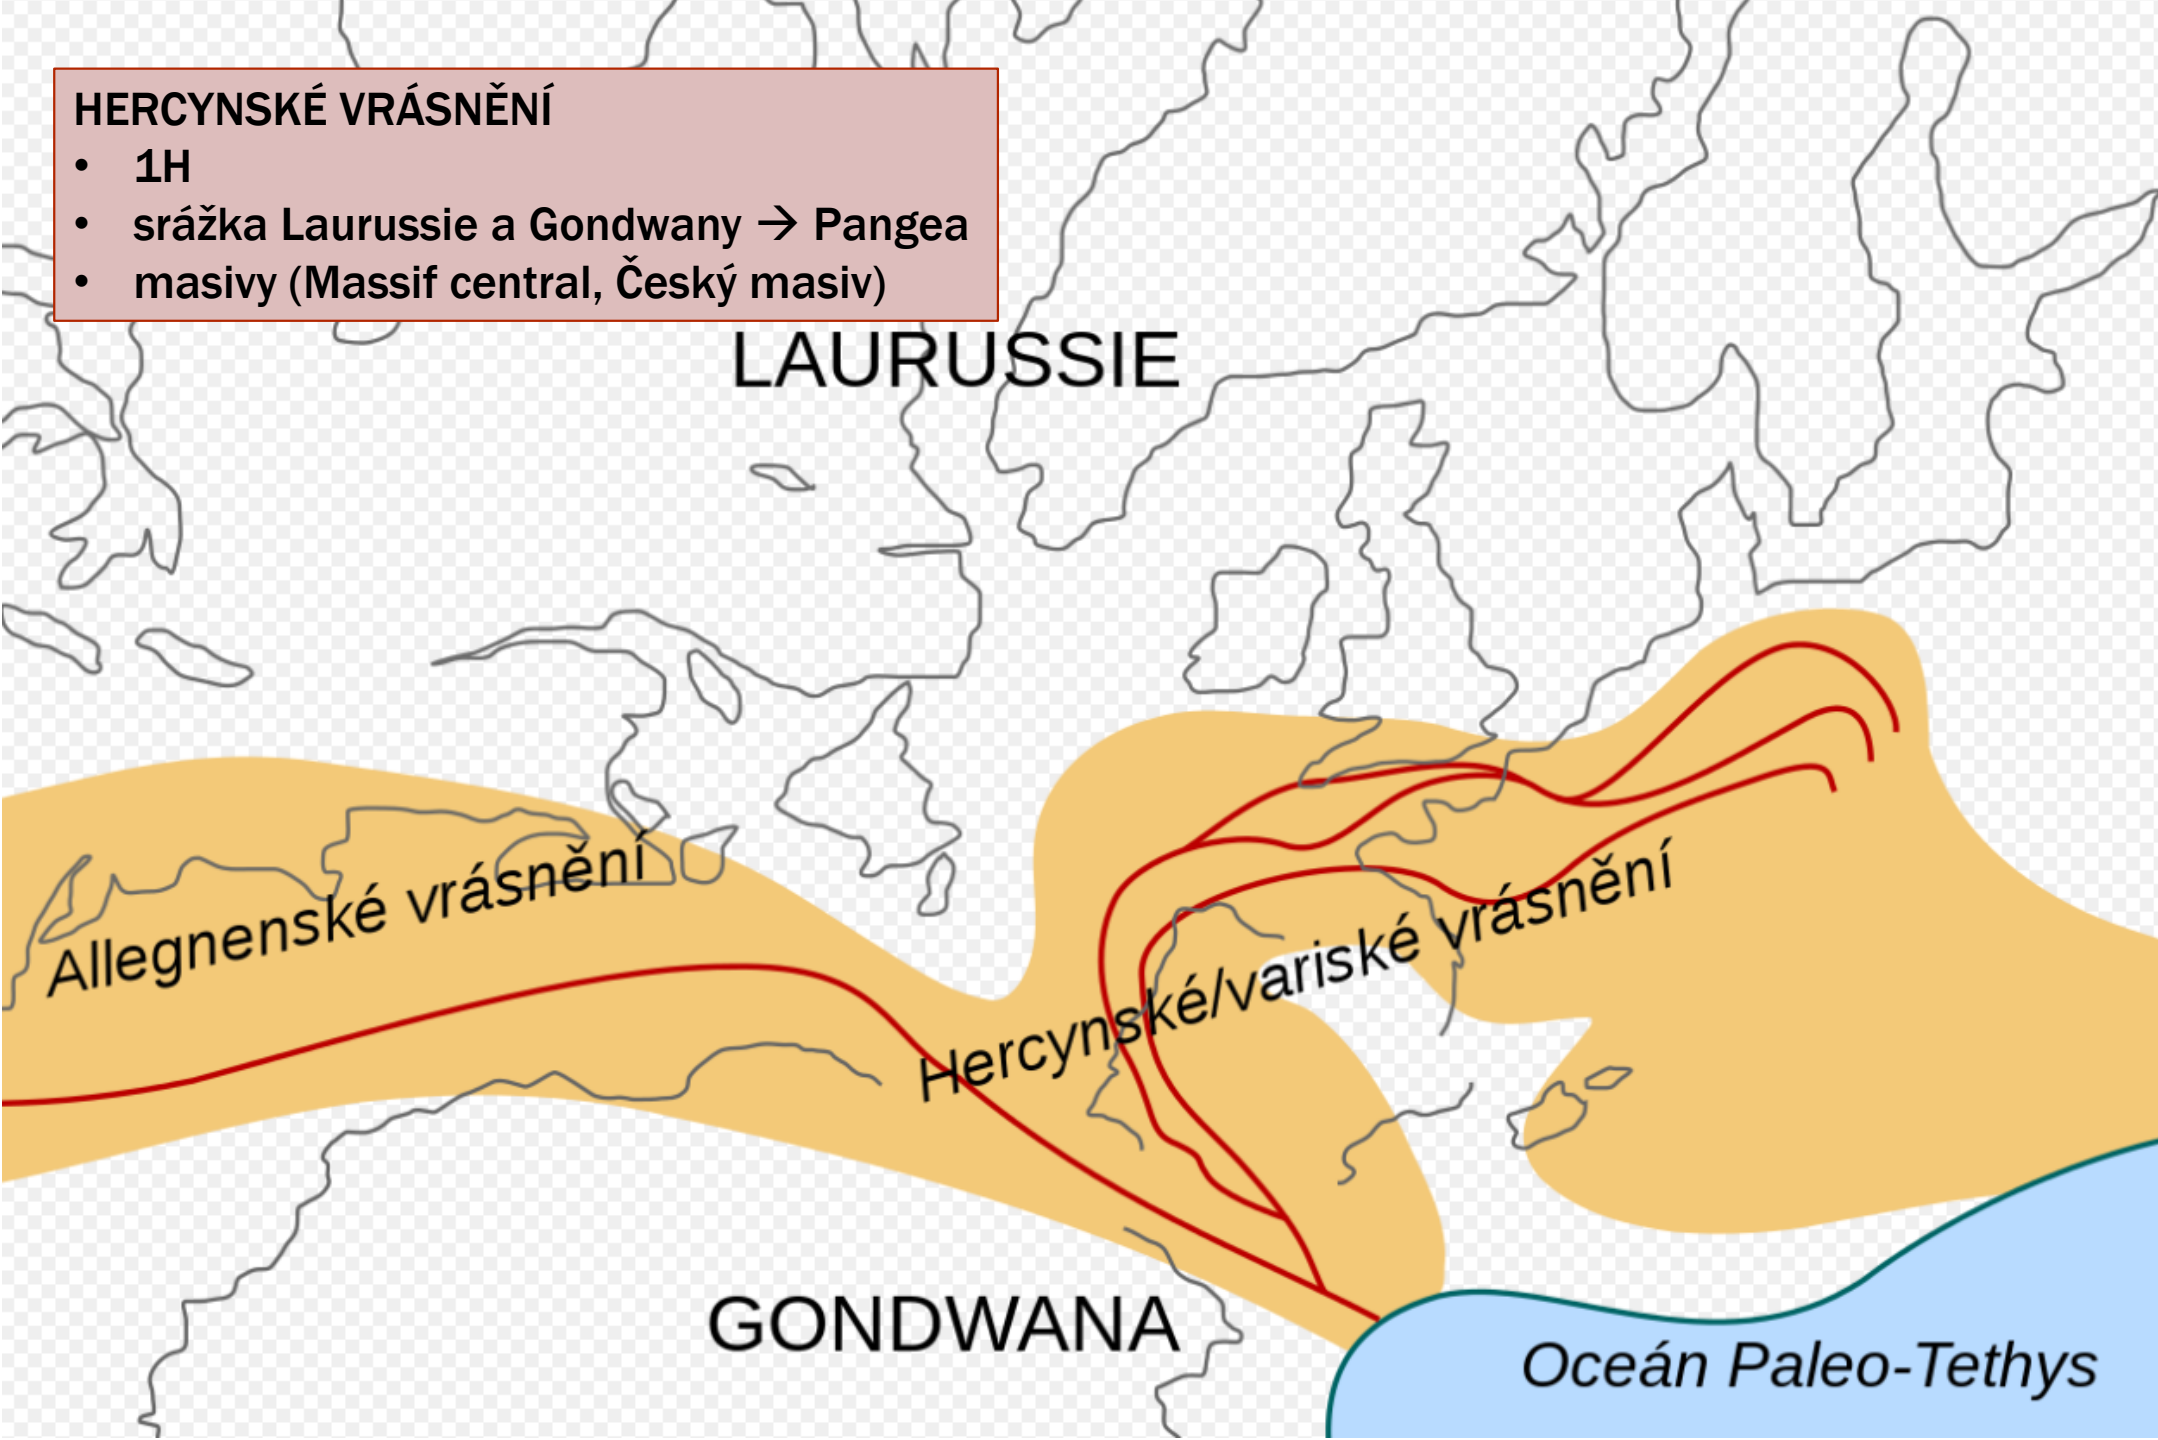 HERCYNSKÉ VRÁSNĚNÍ
• 1H
• srážka Laurussie a Gondwany → Pangea
• masivy (Massif central, Český masiv)
LAURUSSIE
Allegnenské vrásnění
Hercynské/variské vrásnění
GONDWANA
Oceán Paleo-Tethys